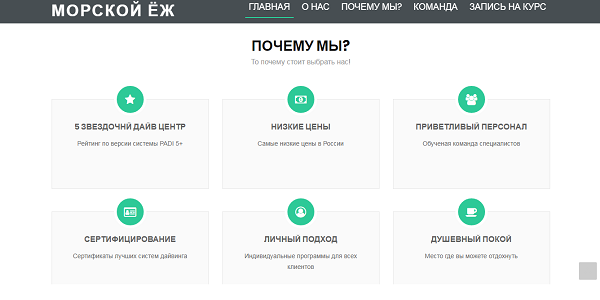 МОРСКОЙ ЁЖ
ГЛАВНАЯ О НАС ПОЧЕМУ МЫ? КОМАНДА ЗАПИСЬ НА КУРС
ПОЧЕМУ МЫ?
То почему стоит выбрать нас!
5 ЗВЕЗДОЧНЙ ДАЙВ ЦЕНТР
Рейтинг по версии системы PADI 5+
НИЗКИЕ ЦЕНЫ
Самые низкие цены в России
ПРИВЕТЛИВЫЙ ПЕРСОНАЛ
Обученая команда специалистов
СЕРТИФИЦИРОВАНИЕ
Сертификаты лучших систем дайвинга
ЛИЧНЫЙ ПОДХОД
Индивидуальные программы для всех
клиентов
ДУШЕВНЫЙ ПОКОЙ
Место где вы можете отдохнуть